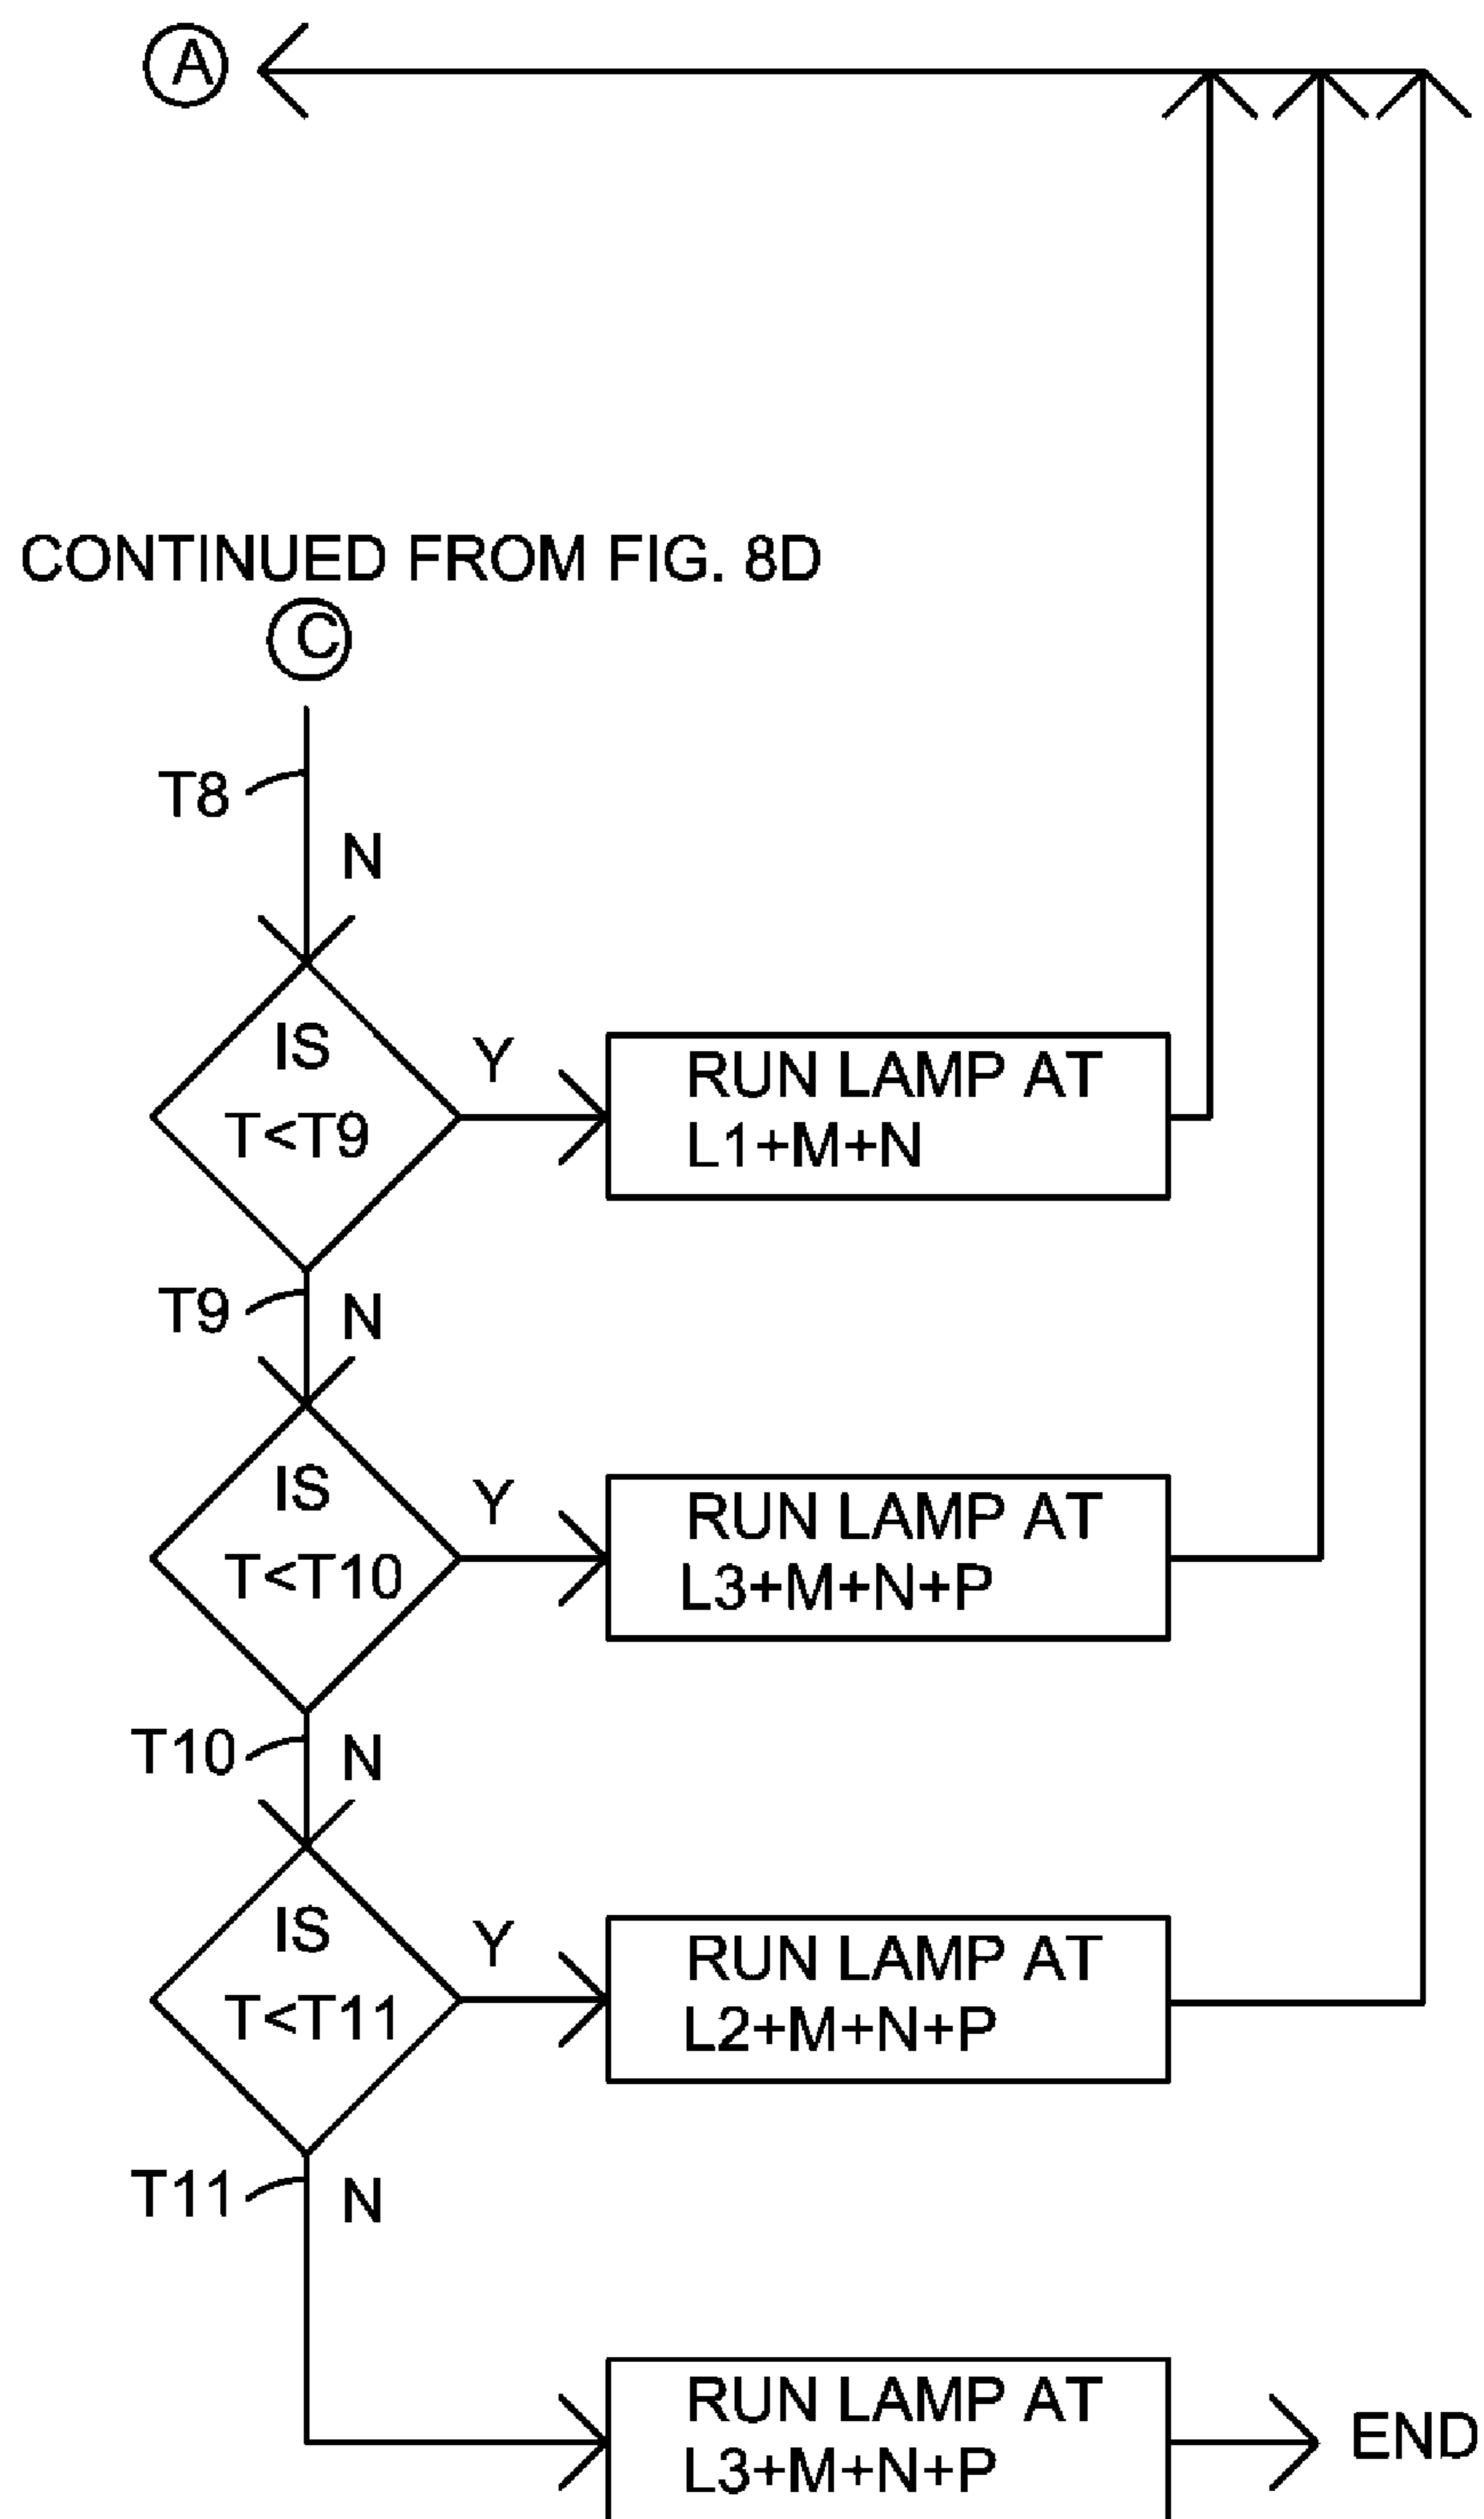 A
CONTINUED FROM FIG. 8D
C
T8
N
IS
T<T9
Y
RUN LAMP AT
L1+M+N
T9
N
IS
T<T10
Y
RUN LAMP AT
L3+M+N+P
T10
N
IS
T<T11
Y
RUN LAMP AT
L2+M+N+P
T11
N
RUN LAMP AT
L3+M+N+P
END